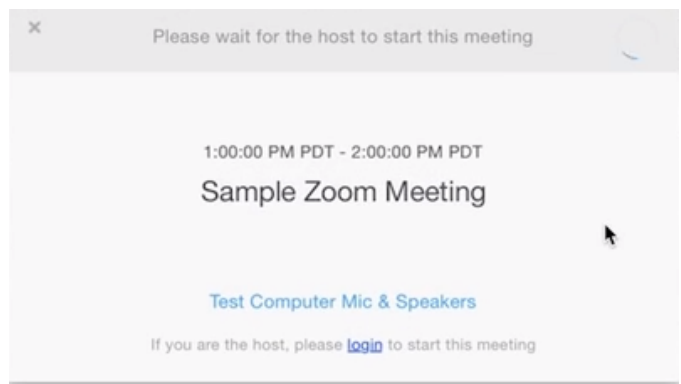 Please wait for the host to start this meeting
1:00:00 PM PDT - 2:00:00 PM PDT
Sample Zoom Meeting
Test Computer Mic & Speakers
If you are the host, please login to start this meeting